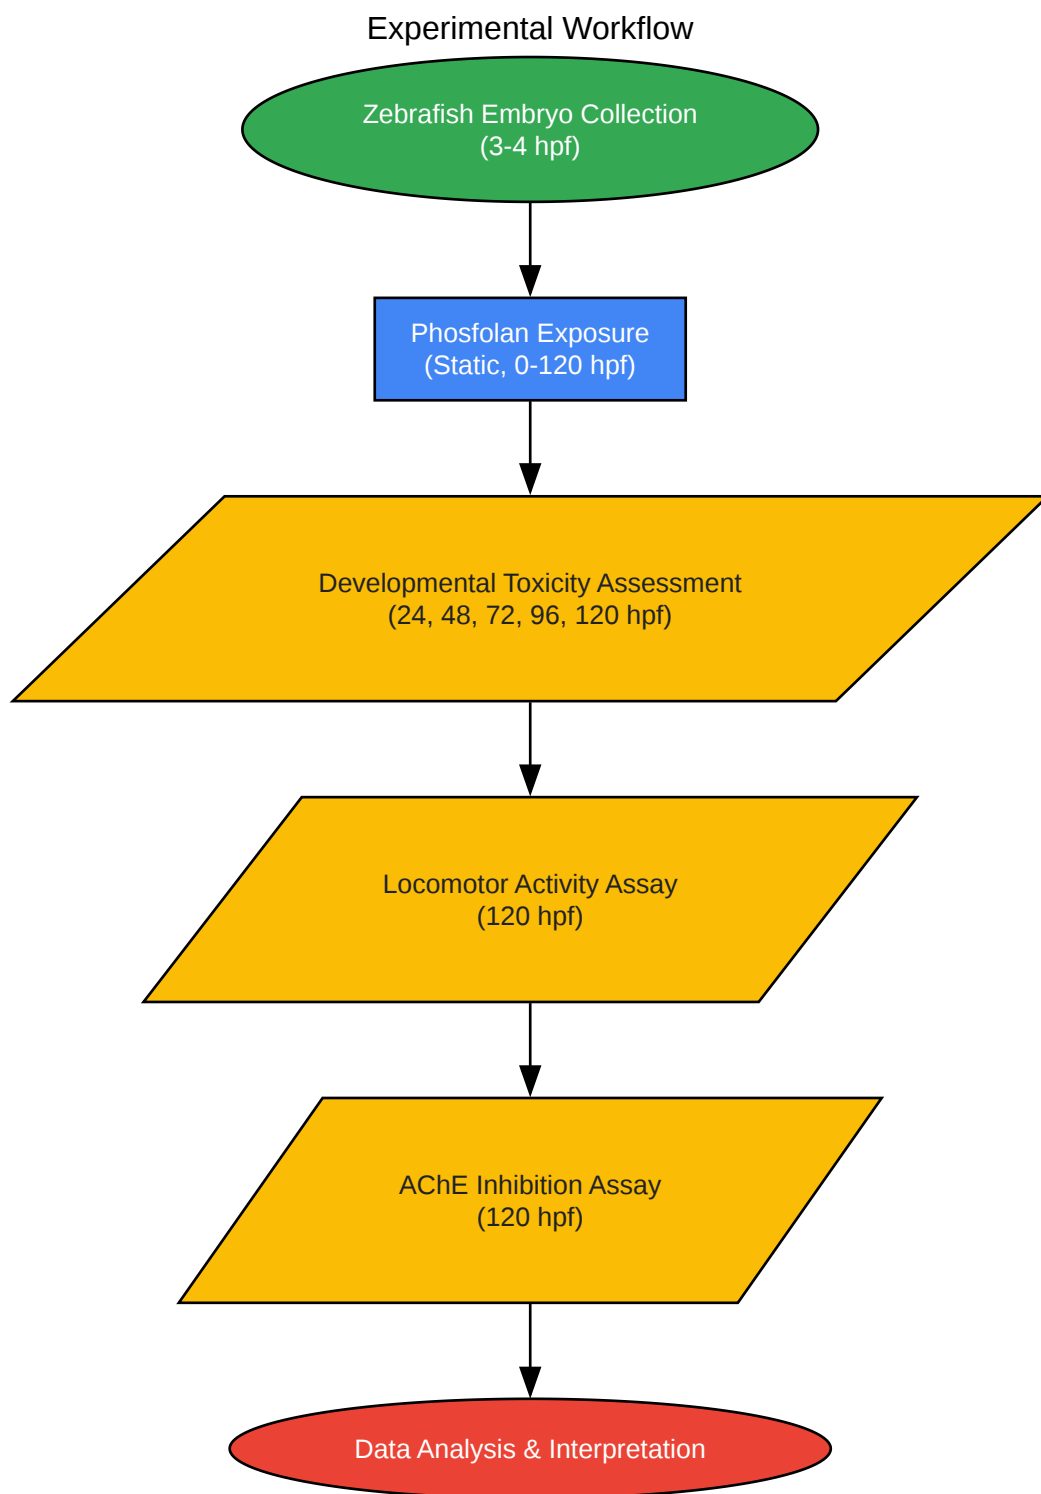 Experimental Workflow
Zebrafish Embryo Collection
(3-4 hpf)
Phosfolan Exposure
(Static, 0-120 hpf)
Developmental Toxicity Assessment
(24, 48, 72, 96, 120 hpf)
Locomotor Activity Assay
(120 hpf)
AChE Inhibition Assay
(120 hpf)
Data Analysis & Interpretation